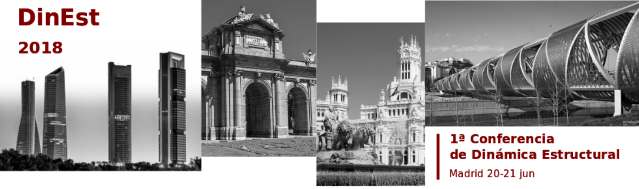 DinEst
2018
1ª Conferencia
de Dinámica Estructural
Madrid 20-21 jun